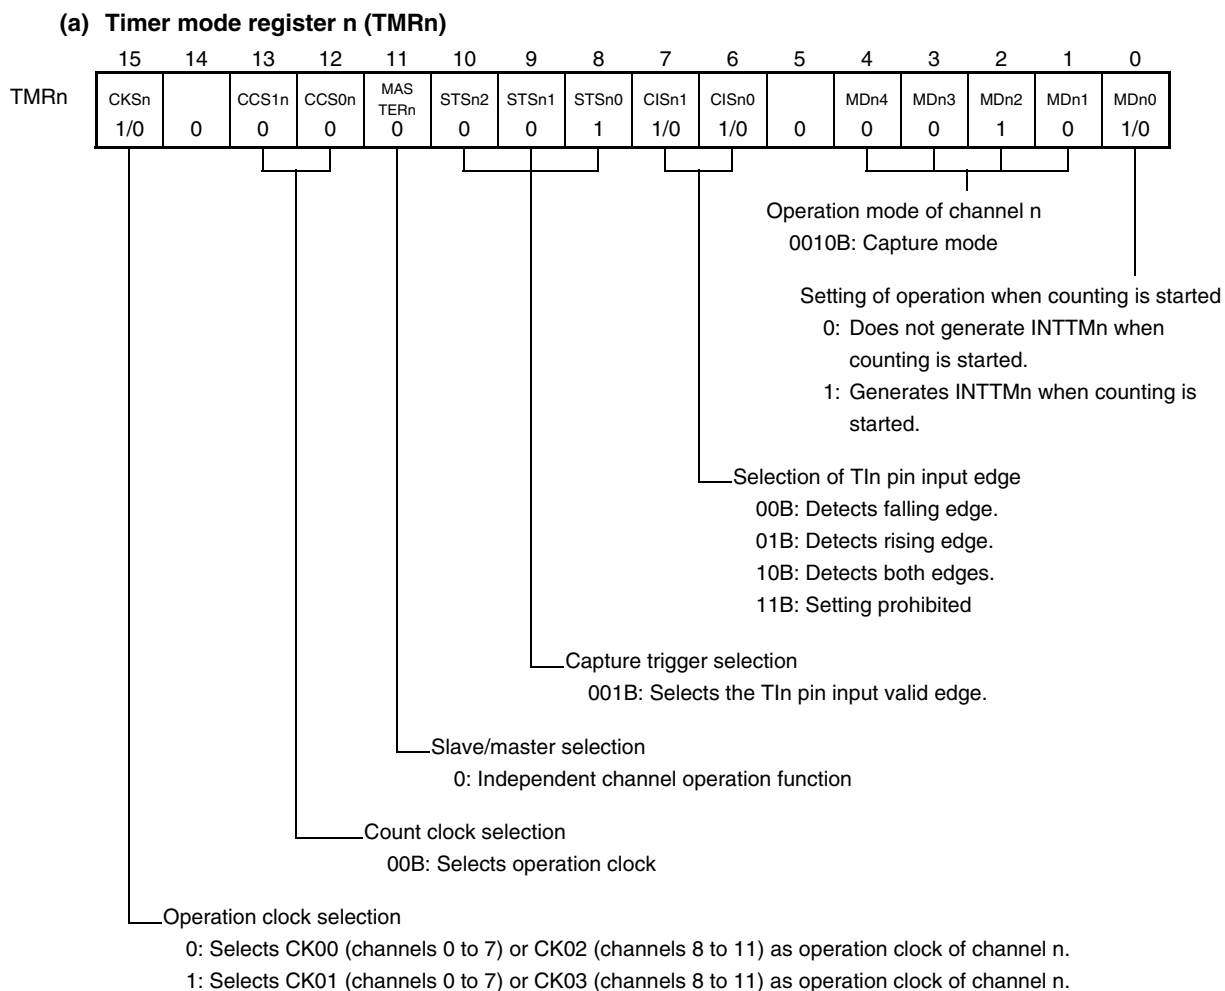 (a) Timer mode register n (TMRn)
15 14 13 12 11 10 9 8 7 6 5 4 3 2 1 0
TMRn
CKSn CCS1n CCS0n MAS TERn STSn2 STSn1 STSn0 CISn1 CISn0 MDn4 MDn3 MDn2 MDn1 MDn0
1/0 0 0 0 0 0 0 1 1/0 1/0 0 0 0 1 0 1/0
Operation mode of channel n
0010B: Capture mode
Setting of operation when counting is started
0: Does not generate INTTMn when
counting is started.
1: Generates INTTMn when counting is
started.
Selection of TIn pin input edge
00B: Detects falling edge.
01B: Detects rising edge.
10B: Detects both edges.
11B: Setting prohibited
Capture trigger selection
001B: Selects the TIn pin input valid edge.
Slave/master selection
0: Independent channel operation function
Count clock selection
00B: Selects operation clock
Operation clock selection
0: Selects CK00 (channels 0 to 7) or CK02 (channels 8 to 11) as operation clock of channel n.
1: Selects CK01 (channels 0 to 7) or CK03 (channels 8 to 11) as operation clock of channel n.